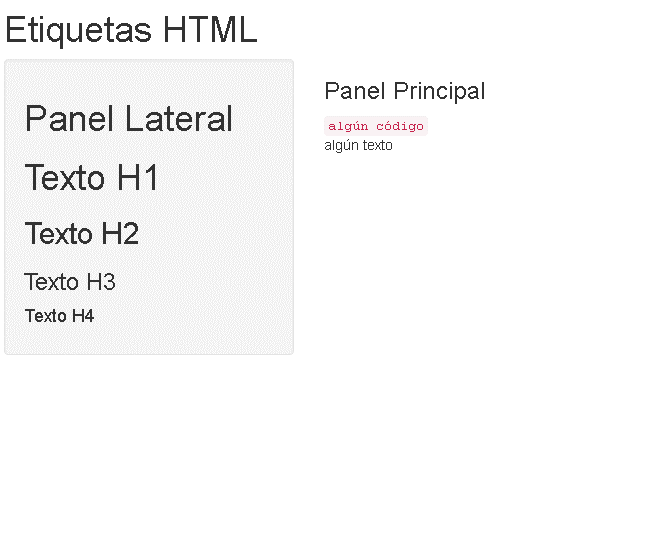 Etiquetas HTML
Panel Lateral
Texto H1
Texto H2
Texto H3
Texto H4
Panel Principal
algún código
algún texto